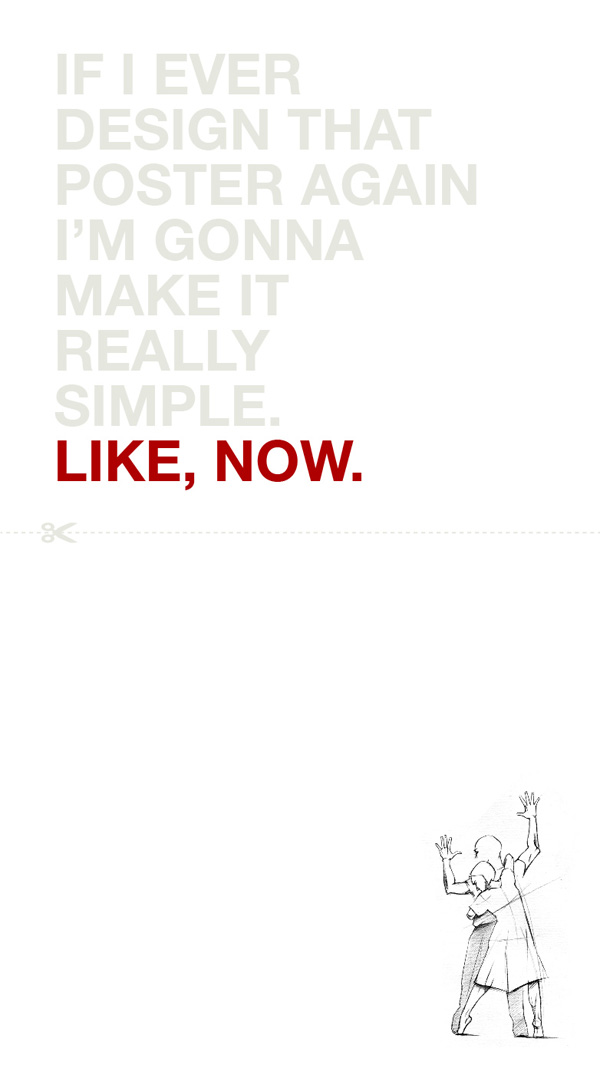 IF I EVER
DESIGN THAT
POSTER AGAIN
I’M GONNA
MAKE IT
REALLY
SIMPLE.
LIKE, NOW.